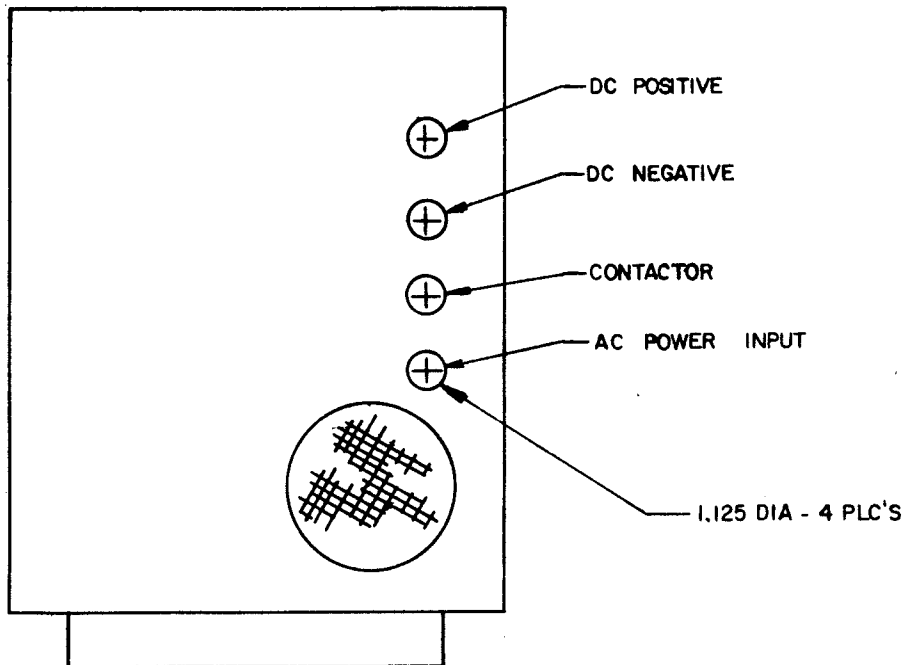 DC POSITIVE
DC NEGATIVE
CONTACTOR
AC POWER INPUT
1.125 DIA - 4 PLC'S